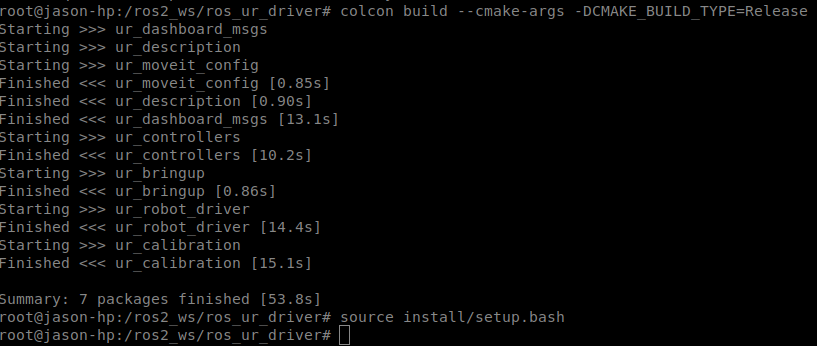 root@jason-hp:/ros2_ws/ros_ur_driver# colcon build --cmake-args -DCMAKE_BUILD_TYPE=Release
Starting >>> ur_dashboard_msgs
Starting >>> ur_description
Starting >>> ur_moveit_config
Finished <<< ur_moveit_config [0.85s]
Finished <<< ur_description [0.90s]
Finished <<< ur_dashboard_msgs [13.1s]
Starting >>> ur_controllers
Finished <<< ur_controllers [10.2s]
Starting >>> ur_bringup
Finished <<< ur_bringup [0.86s]
Starting >>> ur_robot_driver
Finished <<< ur_robot_driver [14.4s]
Starting >>> ur_calibration
Finished <<< ur_calibration [15.1s]

Summary: 7 packages finished [53.8s]
root@jason-hp:/ros2_ws/ros_ur_driver# source install/setup.bash
root@jason-hp:/ros2_ws/ros_ur_driver#